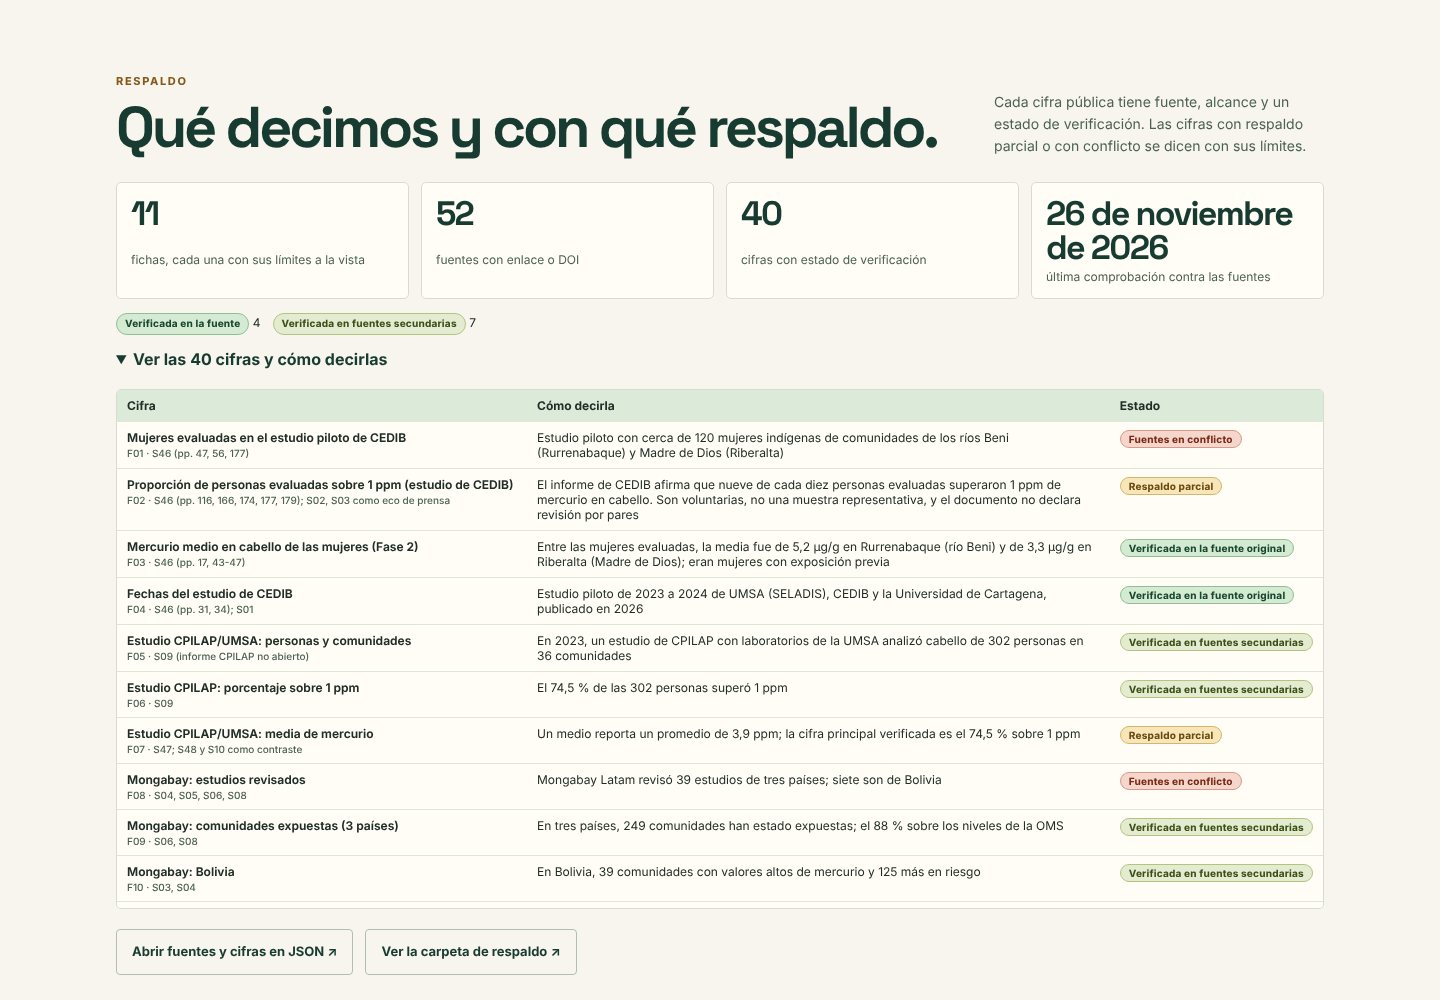 RESPALDO
Qué decimos y con qué respaldo.
Cada cifra pública tiene fuente, alcance y un
estado de verificación. Las cifras con respaldo
parcial o con conflicto se dicen con sus límites.
11
fichas, cada una con sus límites a la vista
52
fuentes con enlace o DOI
40
cifras con estado de verificación
26 de noviembre
de 2026
última comprobación contra las fuentes
Verificada en la fuente 4 Verificada en fuentes secundarias 7
▼ Ver las 40 cifras y cómo decirlas
Cifra Cómo decirla Estado
Mujeres evaluadas en el estudio piloto de CEDIB
F01 · S46 (pp. 47, 56, 177)
Estudio piloto con cerca de 120 mujeres indígenas de comunidades de los ríos Beni
(Rurrenabaque) y Madre de Dios (Riberalta)
Fuentes en conflicto
Proporción de personas evaluadas sobre 1 ppm (estudio de CEDIB)
F02 · S46 (pp. 116, 166, 174, 177, 179); S02, S03 como eco de prensa
El informe de CEDIB afirma que nueve de cada diez personas evaluadas superaron 1 ppm de
mercurio en cabello. Son voluntarias, no una muestra representativa, y el documento no declara
revisión por pares
Respaldo parcial
Mercurio medio en cabello de las mujeres (Fase 2)
F03 · S46 (pp. 17, 43-47)
Entre las mujeres evaluadas, la media fue de 5,2 µg/g en Rurrenabaque (río Beni) y de 3,3 µg/g en
Riberalta (Madre de Dios); eran mujeres con exposición previa
Verificada en la fuente original
Fechas del estudio de CEDIB
F04 · S46 (pp. 31, 34); S01
Estudio piloto de 2023 a 2024 de UMSA (SELADIS), CEDIB y la Universidad de Cartagena,
publicado en 2026
Verificada en la fuente original
Estudio CPILAP/UMSA: personas y comunidades
F05 · S09 (informe CPILAP no abierto)
En 2023, un estudio de CPILAP con laboratorios de la UMSA analizó cabello de 302 personas en
36 comunidades
Verificada en fuentes secundarias
Estudio CPILAP: porcentaje sobre 1 ppm
F06 · S09
El 74,5 % de las 302 personas superó 1 ppm
Verificada en fuentes secundarias
Estudio CPILAP/UMSA: media de mercurio
F07 · S47; S48 y S10 como contraste
Un medio reporta un promedio de 3,9 ppm; la cifra principal verificada es el 74,5 % sobre 1 ppm
Respaldo parcial
Mongabay: estudios revisados
F08 · S04, S05, S06, S08
Mongabay Latam revisó 39 estudios de tres países; siete son de Bolivia
Fuentes en conflicto
Mongabay: comunidades expuestas (3 países)
F09 · S06, S08
En tres países, 249 comunidades han estado expuestas; el 88 % sobre los niveles de la OMS
Verificada en fuentes secundarias
Mongabay: Bolivia
F10 · S03, S04
En Bolivia, 39 comunidades con valores altos de mercurio y 125 más en riesgo
Verificada en fuentes secundarias
Abrir fuentes y cifras en JSON ↗ Ver la carpeta de respaldo ↗